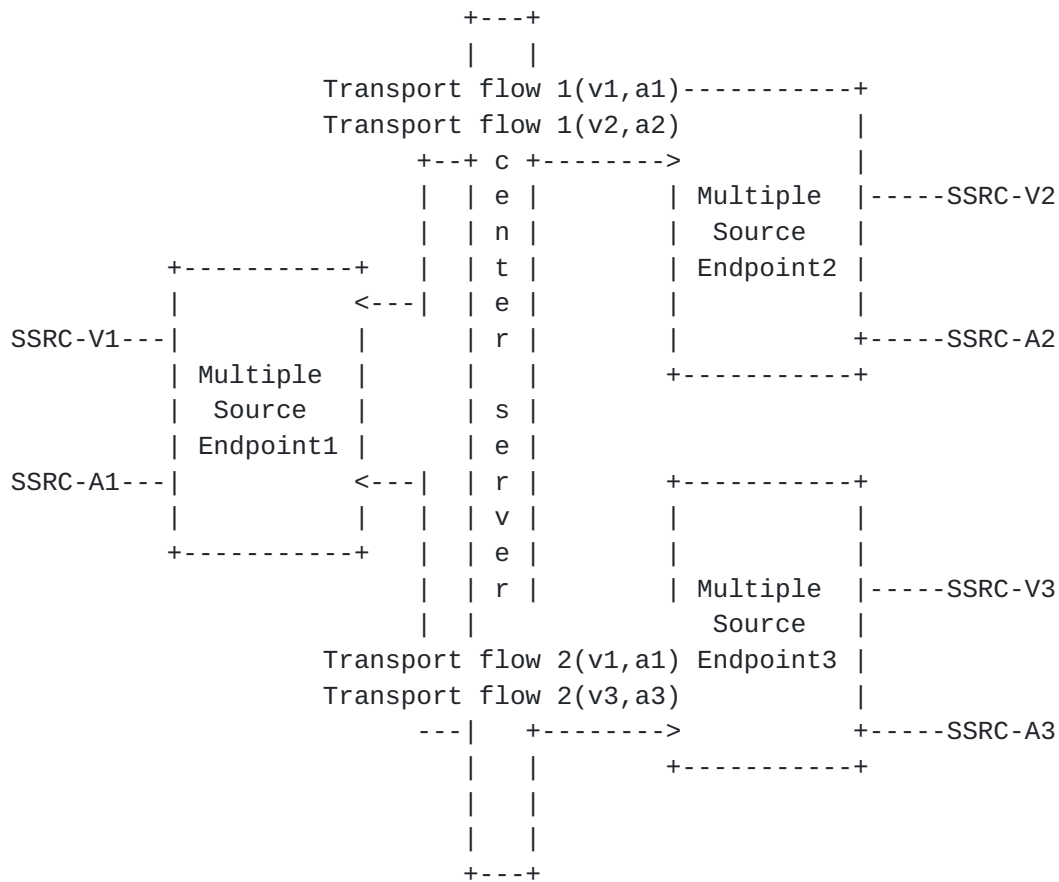 Transport flow 1(v1,a1)
Transport flow 1(v2,a2)
center server
Multiple
Source
Endpoint2
SSRC-V2
SSRC-A2
SSRC-V1
Multiple
Source
Endpoint1
SSRC-A1
Multiple
Source
Endpoint3
SSRC-V3
Transport flow 2(v1,a1)
Transport flow 2(v3,a3)
SSRC-A3